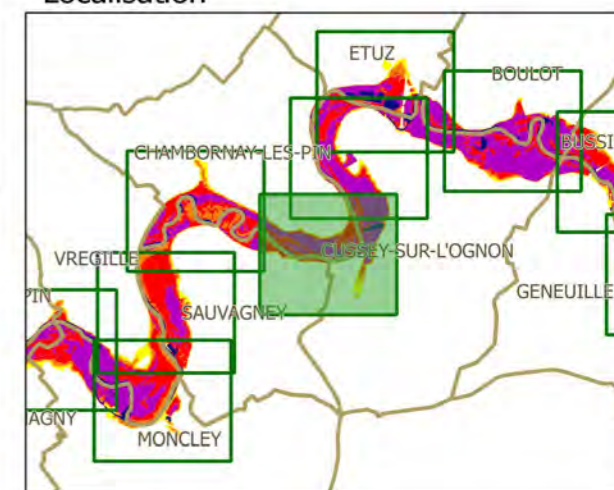 Localisation
ETUZ
BOULOT
BUSSI
CHAMBORNAY-LES-PIN
CUSSEY-SUR-L'OGNON
VREGILLE
GENEUILLE
PIN
SAUVAGNEY
AGNY
MONCLEY